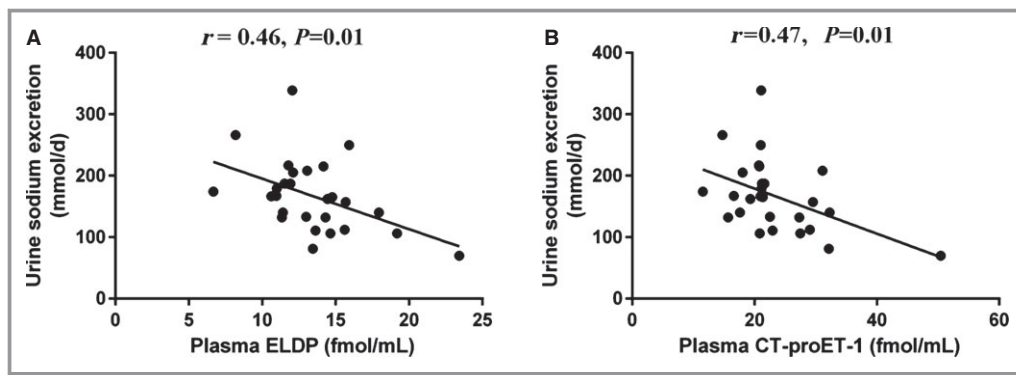 A
r = 0.46, P=0.01
Urine sodium excretion
(mmol/d)
400
300
200
100
0
0 5 10 15 20 25
Plasma ELDP (fmol/mL)
B
r=0.47, P=0.01
Urine sodium excretion
(mmol/d)
400
300
200
100
0
0 20 40 60
Plasma CT-proET-1 (fmol/mL)